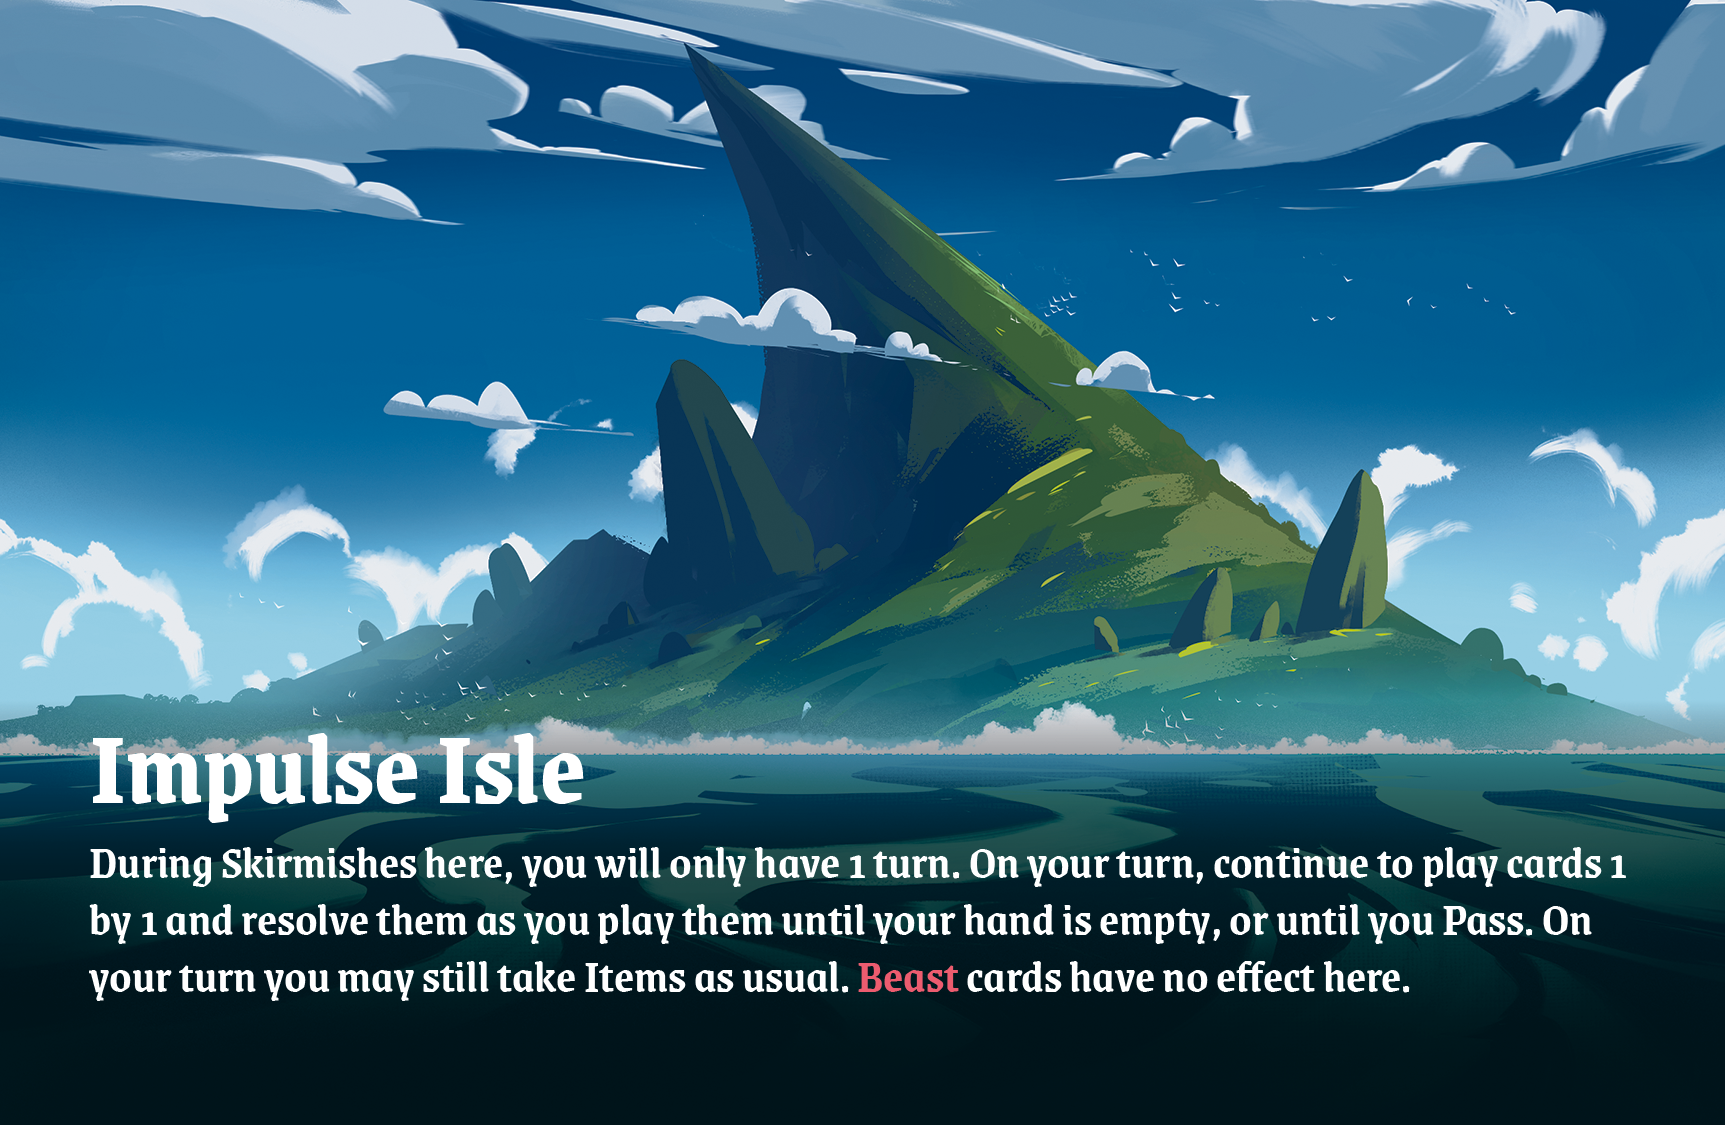 Impulse Isle
During Skirmishes here, you will only have 1 turn. On your turn, continue to play cards 1
by 1 and resolve them as you play them until your hand is empty, or until you Pass. On
your turn you may still take Items as usual. Beast cards have no effect here.